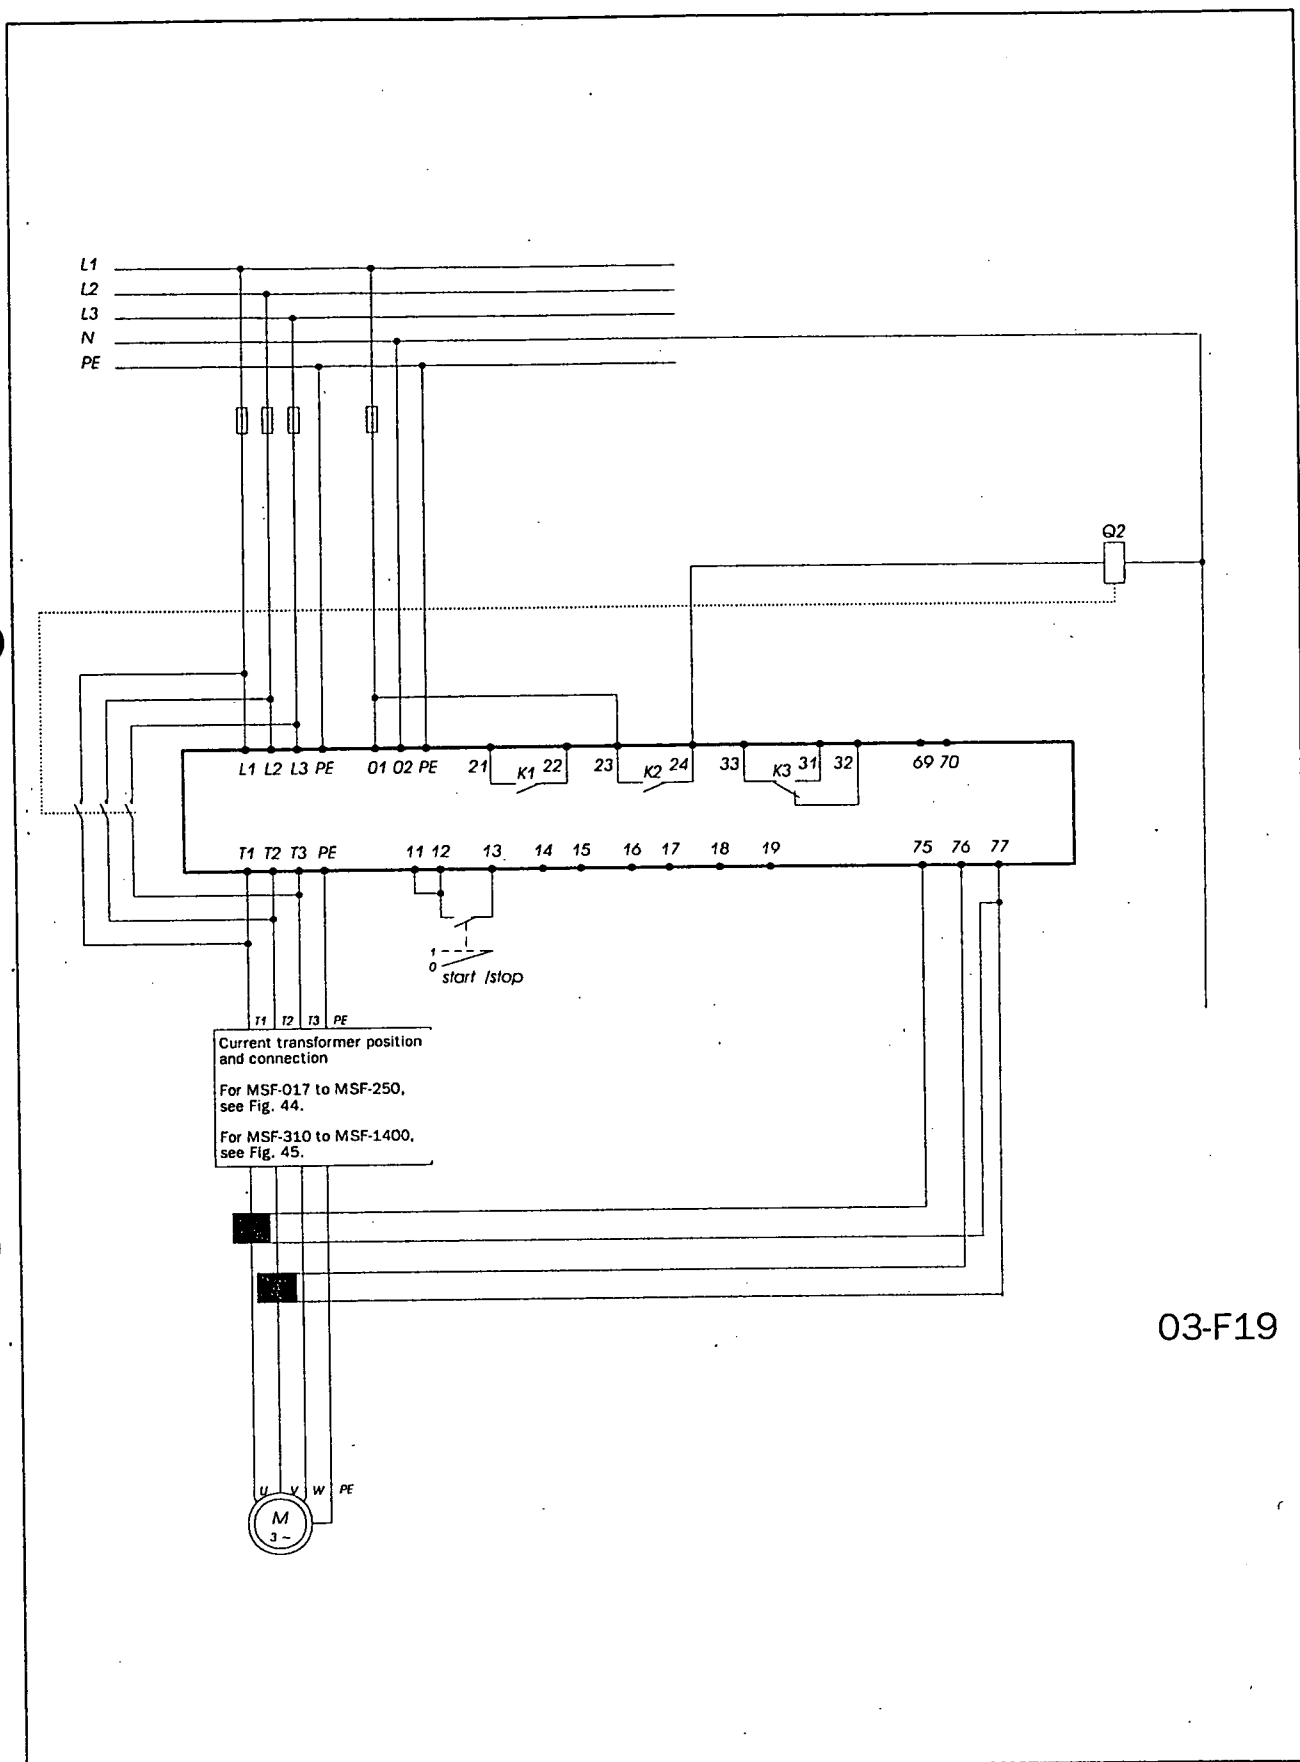 L1
L2
L3
N
PE
Q2
L1 L2 L3 PE 01 02 PE 21 K1 22 23 K2 24 33 K3 31 32 69 70
T1 T2 T3 PE 11 12 13 14 15 16 17 18 19 75 76 77
1
0
start /stop
T1 T2 T3 PE
Current transformer position
and connection
For MSF-017 to MSF-250,
see Fig. 44.
For MSF-310 to MSF-1400,
see Fig. 45.
03-F19
U V W PE
M
3 ~